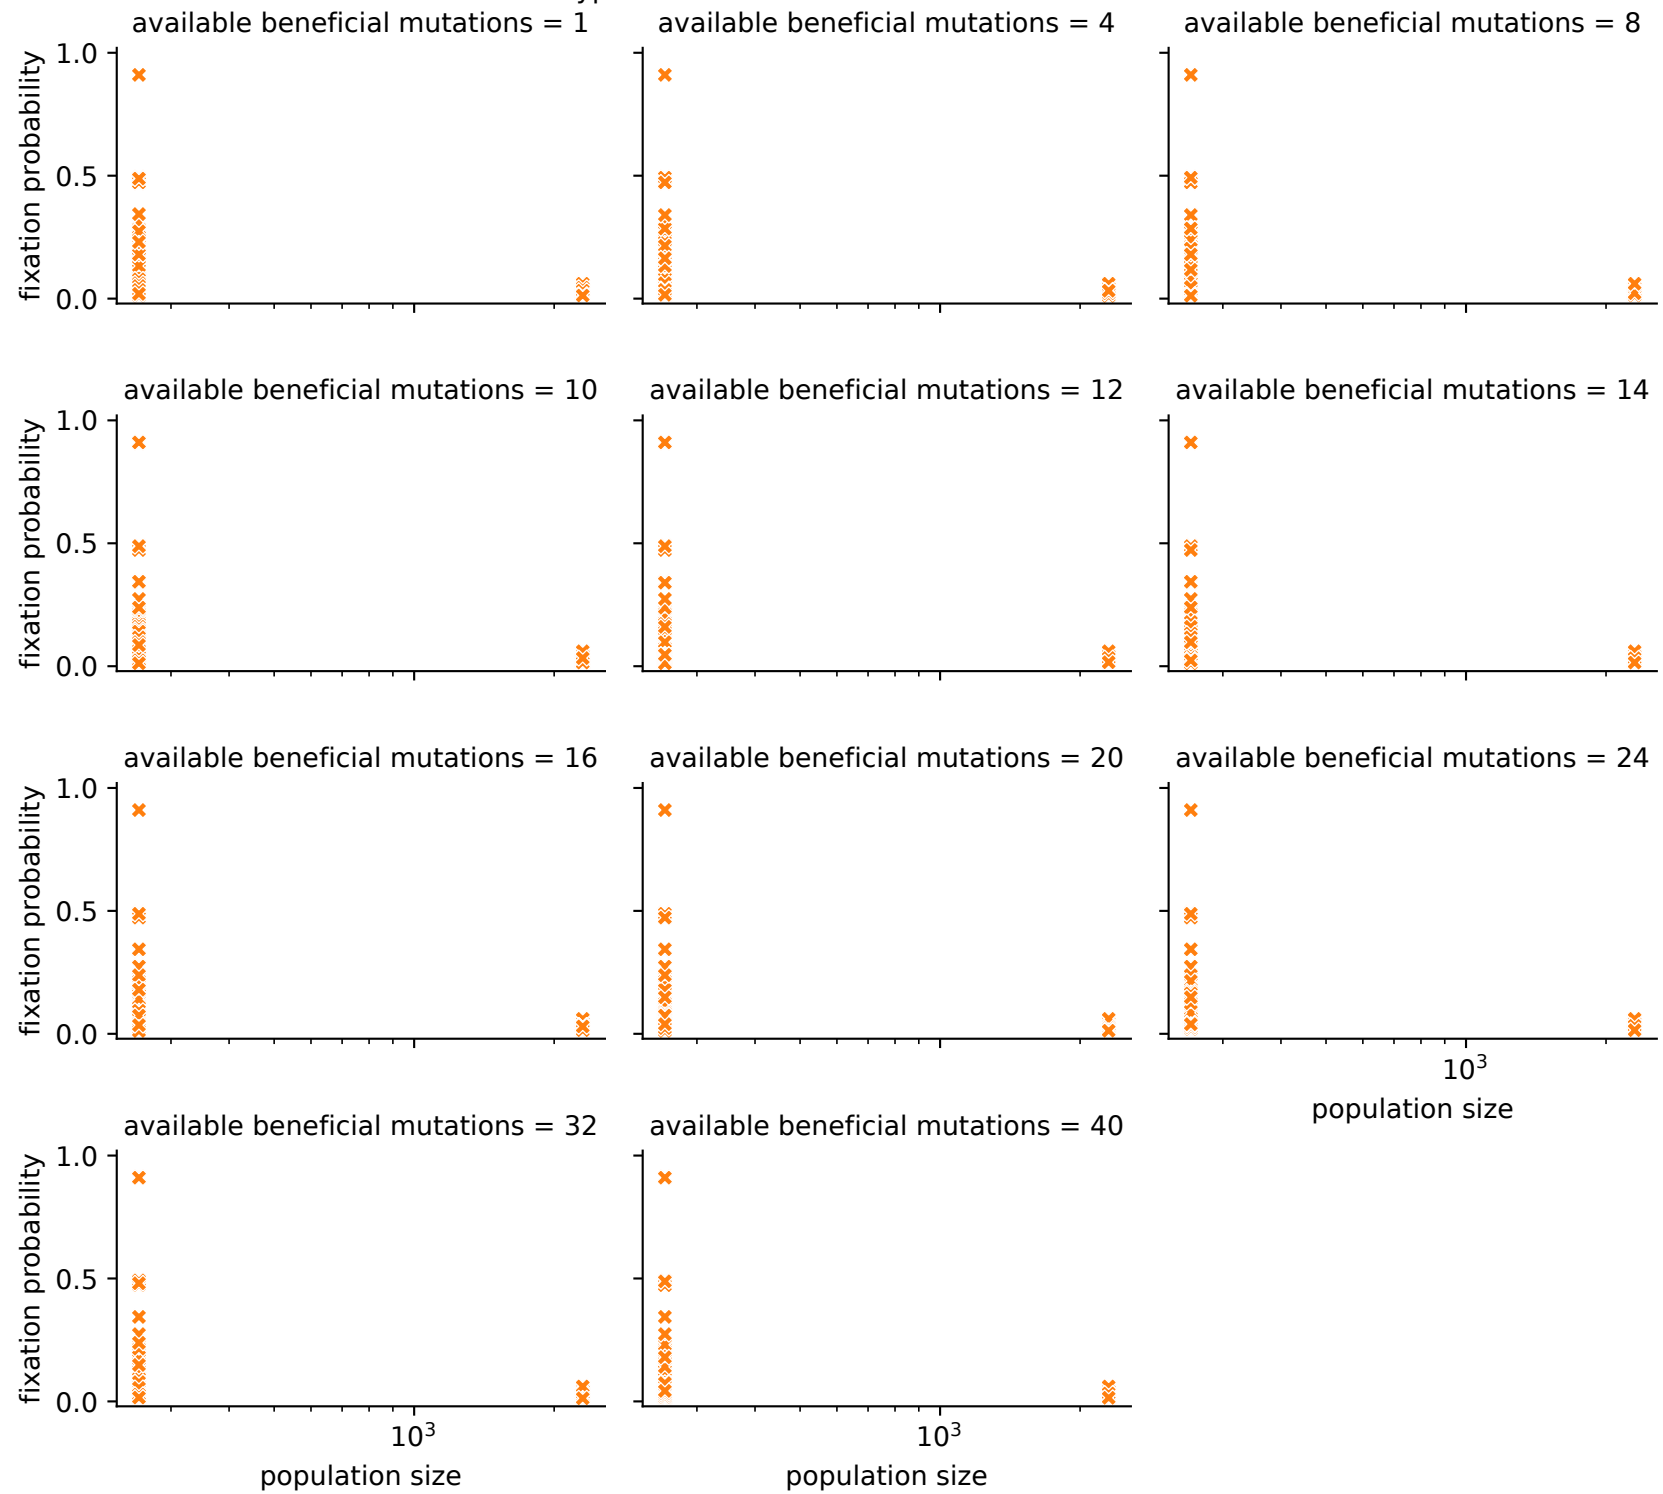 available beneficial mutations = 1
available beneficial mutations = 4
available beneficial mutations = 8
1.0
0.5
0.0
fixation probability
available beneficial mutations = 10
available beneficial mutations = 12
available beneficial mutations = 14
1.0
0.5
0.0
fixation probability
available beneficial mutations = 16
available beneficial mutations = 20
available beneficial mutations = 24
1.0
0.5
0.0
fixation probability
10³
population size
available beneficial mutations = 32
available beneficial mutations = 40
1.0
0.5
0.0
fixation probability
10³
10³
population size
population size